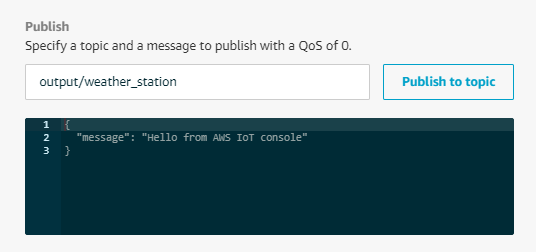 Publish
Specify a topic and a message to publish with a QoS of 0.
output/weather_station
Publish to topic
1 {
2 "message": "Hello from AWS IoT console"
3 }